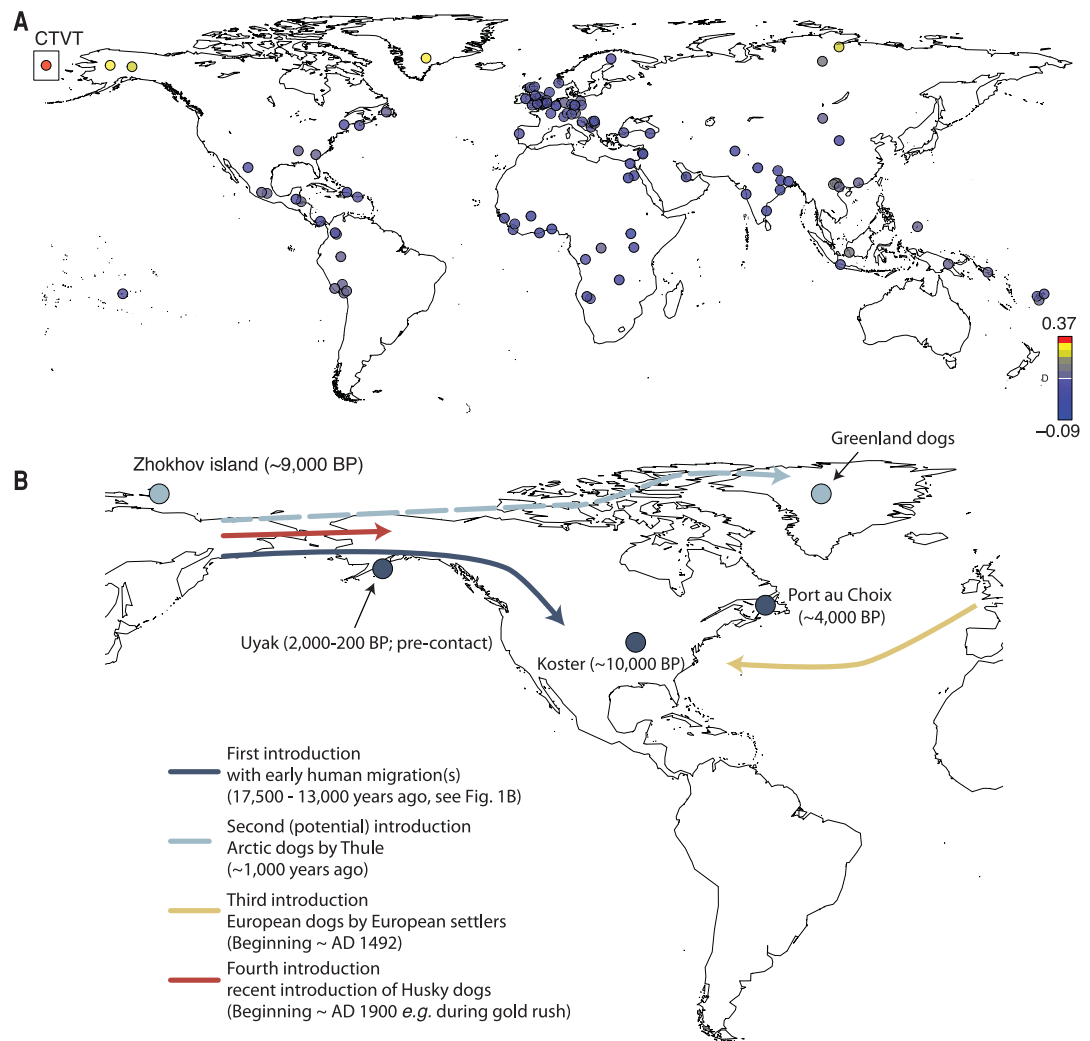 A
CTVT
0.37
0
−0.09
B
Zhokhov island (~9,000 BP)
Greenland dogs
Port au Choix
(~4,000 BP)
Uyak (2,000-200 BP; pre-contact)
Koster (~10,000 BP)
First introduction
with early human migration(s)
(17,500 - 13,000 years ago, see Fig. 1B)
Second (potential) introduction
Arctic dogs by Thule
(~1,000 years ago)
Third introduction
European dogs by European settlers
(Beginning ~ AD 1492)
Fourth introduction
recent introduction of Husky dogs
(Beginning ~ AD 1900 e.g. during gold rush)